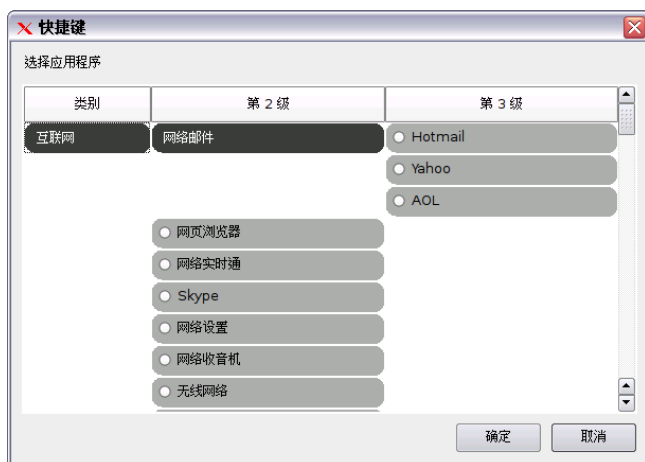 快捷键
选择应用程序
类别 第 2 级 第 3 级
互联网 网络邮件 Hotmail
Yahoo
AOL
网页浏览器
网络实时通
Skype
网络设置
网络收音机
无线网络
确定 取消